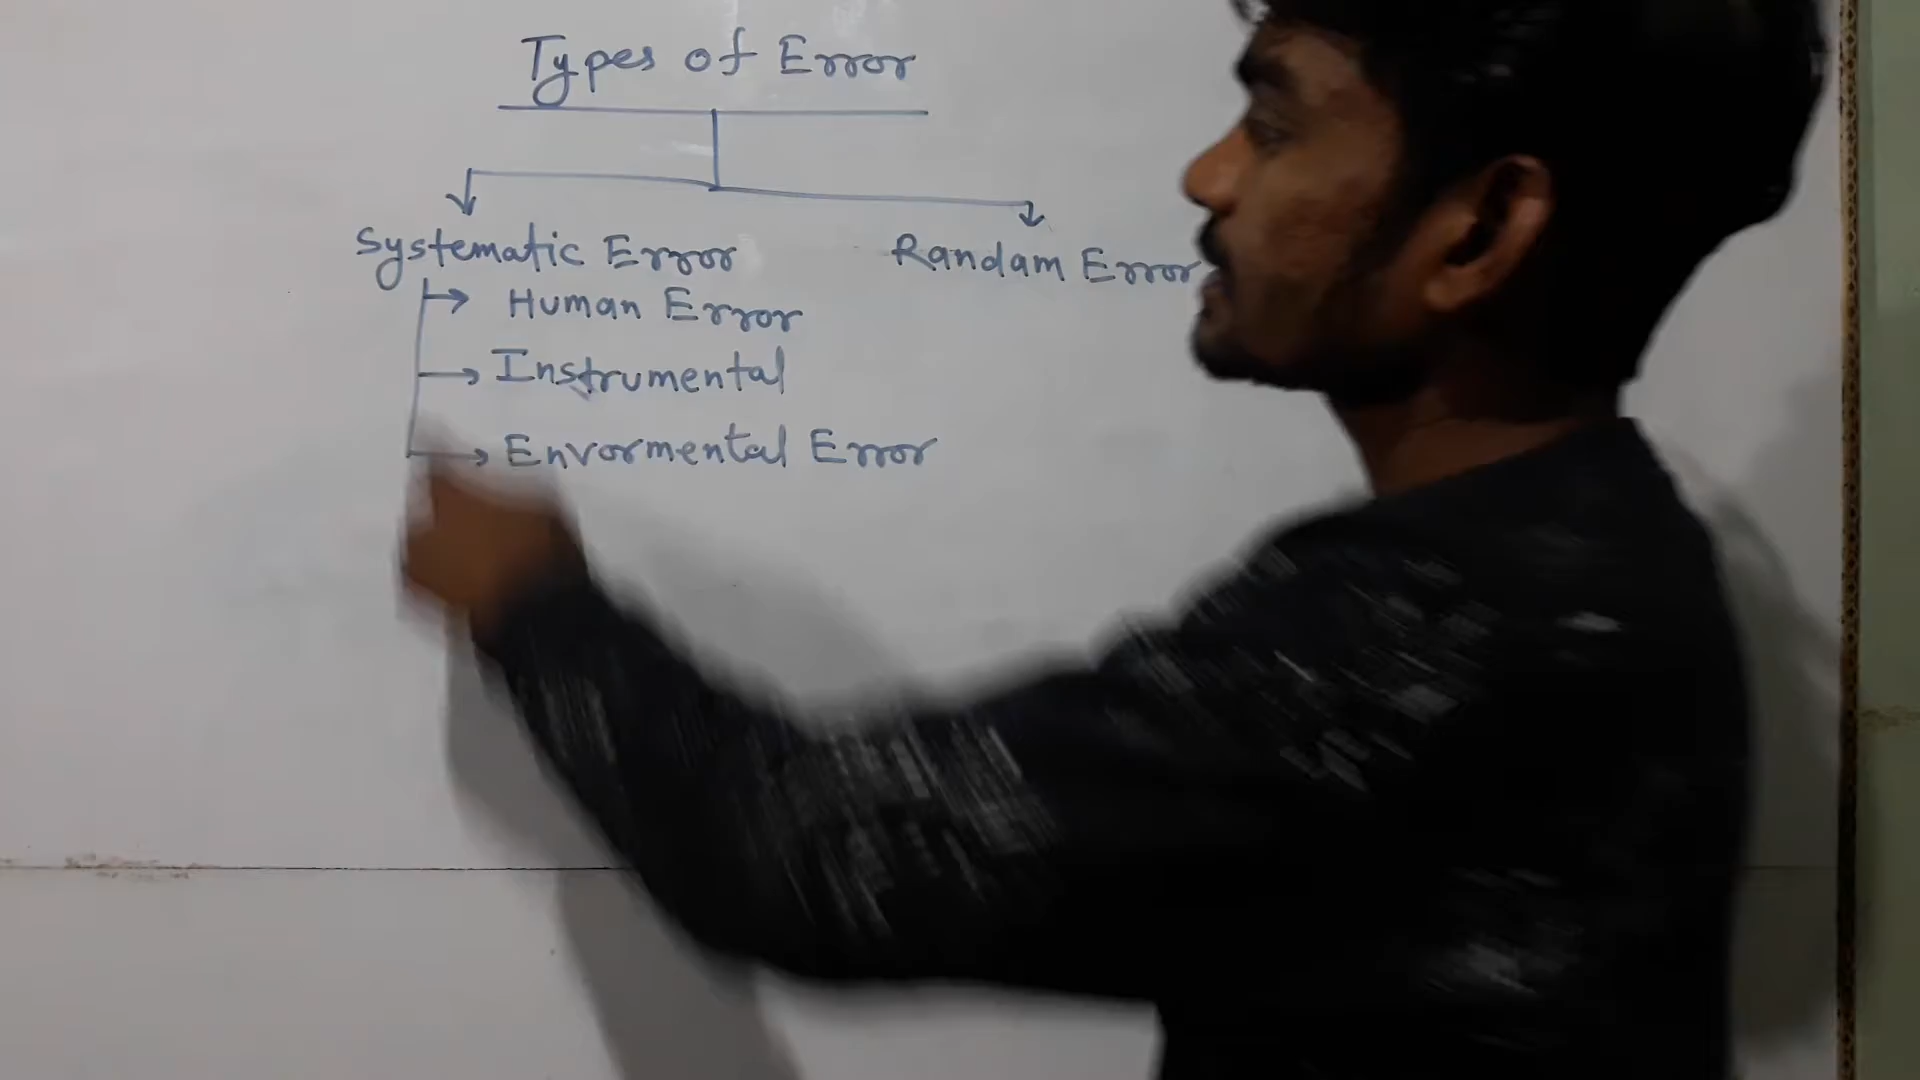 Types of Error
Systematic Error
Randam Error
Human Error
Instrumental
Envormental Error